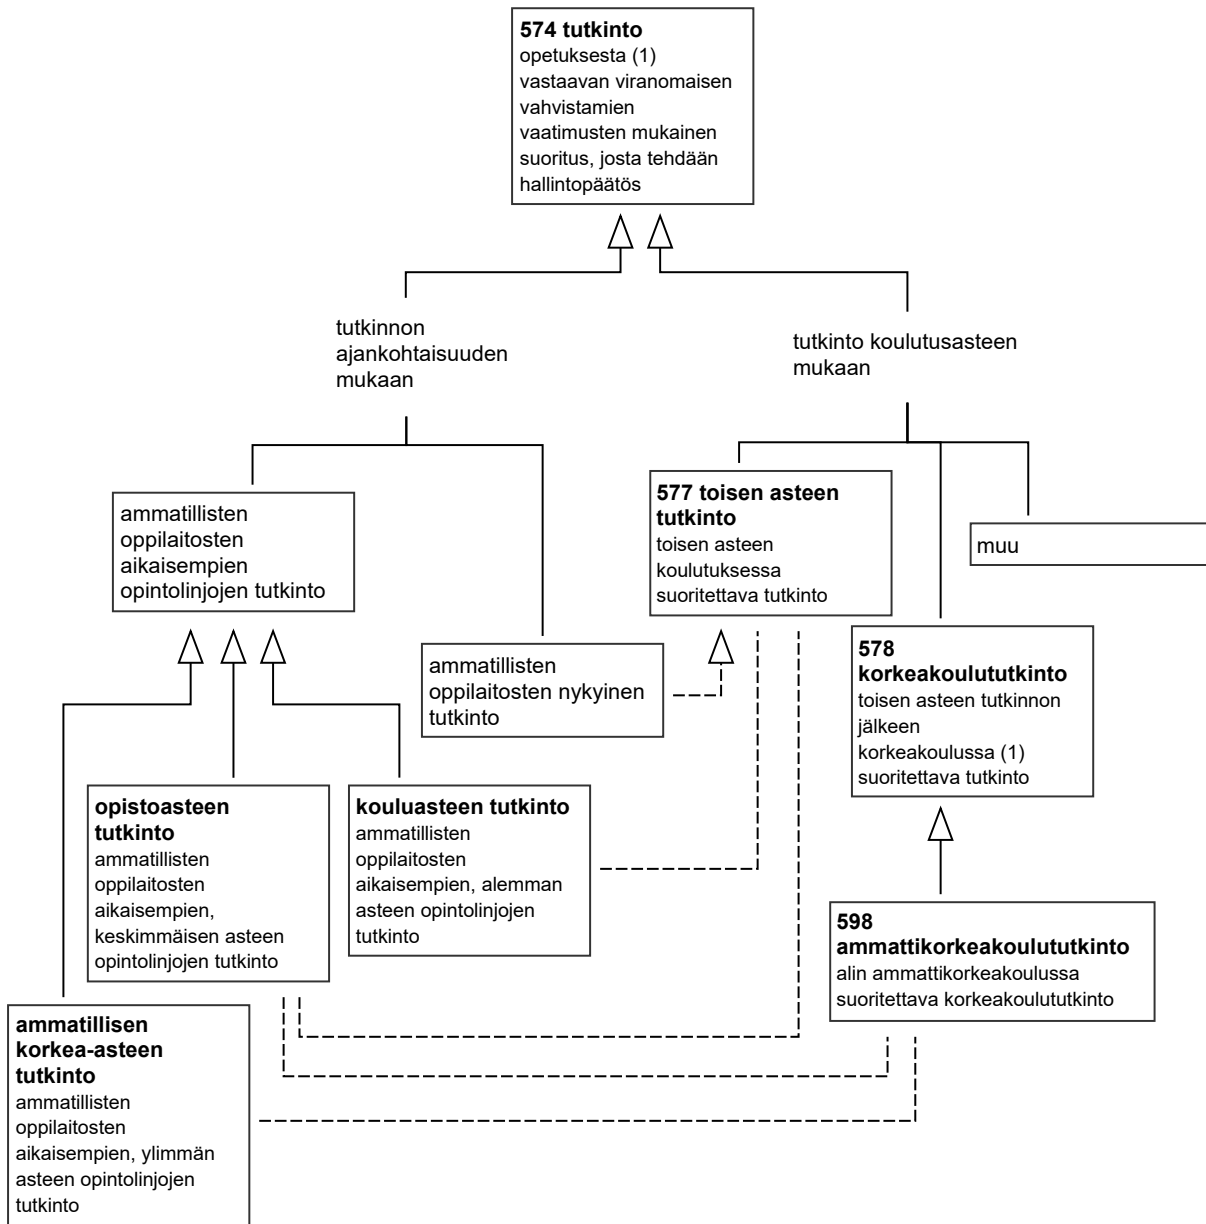 574 tutkinto
opetuksesta (1)
vastaavan viranomaisen
vahvistamien
vaatimusten mukainen
suoritus, josta tehdään
hallintopäätös
tutkinnon
ajankohtaisuuden
mukaan
tutkinto koulutusasteen
mukaan
ammatillisten
oppilaitosten
aikaisempien
opintolinjojen tutkinto
577 toisen asteen
tutkinto
toisen asteen
koulutuksessa
suoritettava tutkinto
muu
ammatillisten
oppilaitosten nykyinen
tutkinto
578
korkeakoulututkinto
toisen asteen tutkinnon
jälkeen
korkeakoulussa (1)
suoritettava tutkinto
opistoasteen
tutkinto
ammatillisten
oppilaitosten
aikaisempien,
keskimmäisen asteen
opintolinjojen tutkinto
kouluasteen tutkinto
ammatillisten
oppilaitosten
aikaisempien, alemman
asteen opintolinjojen
tutkinto
598
ammattikorkeakoulututkinto
alin ammattikorkeakoulussa
suoritettava korkeakoulututkinto
ammatillisen
korkea-asteen
tutkinto
ammatillisten
oppilaitosten
aikaisempien, ylimmän
asteen opintolinjojen
tutkinto